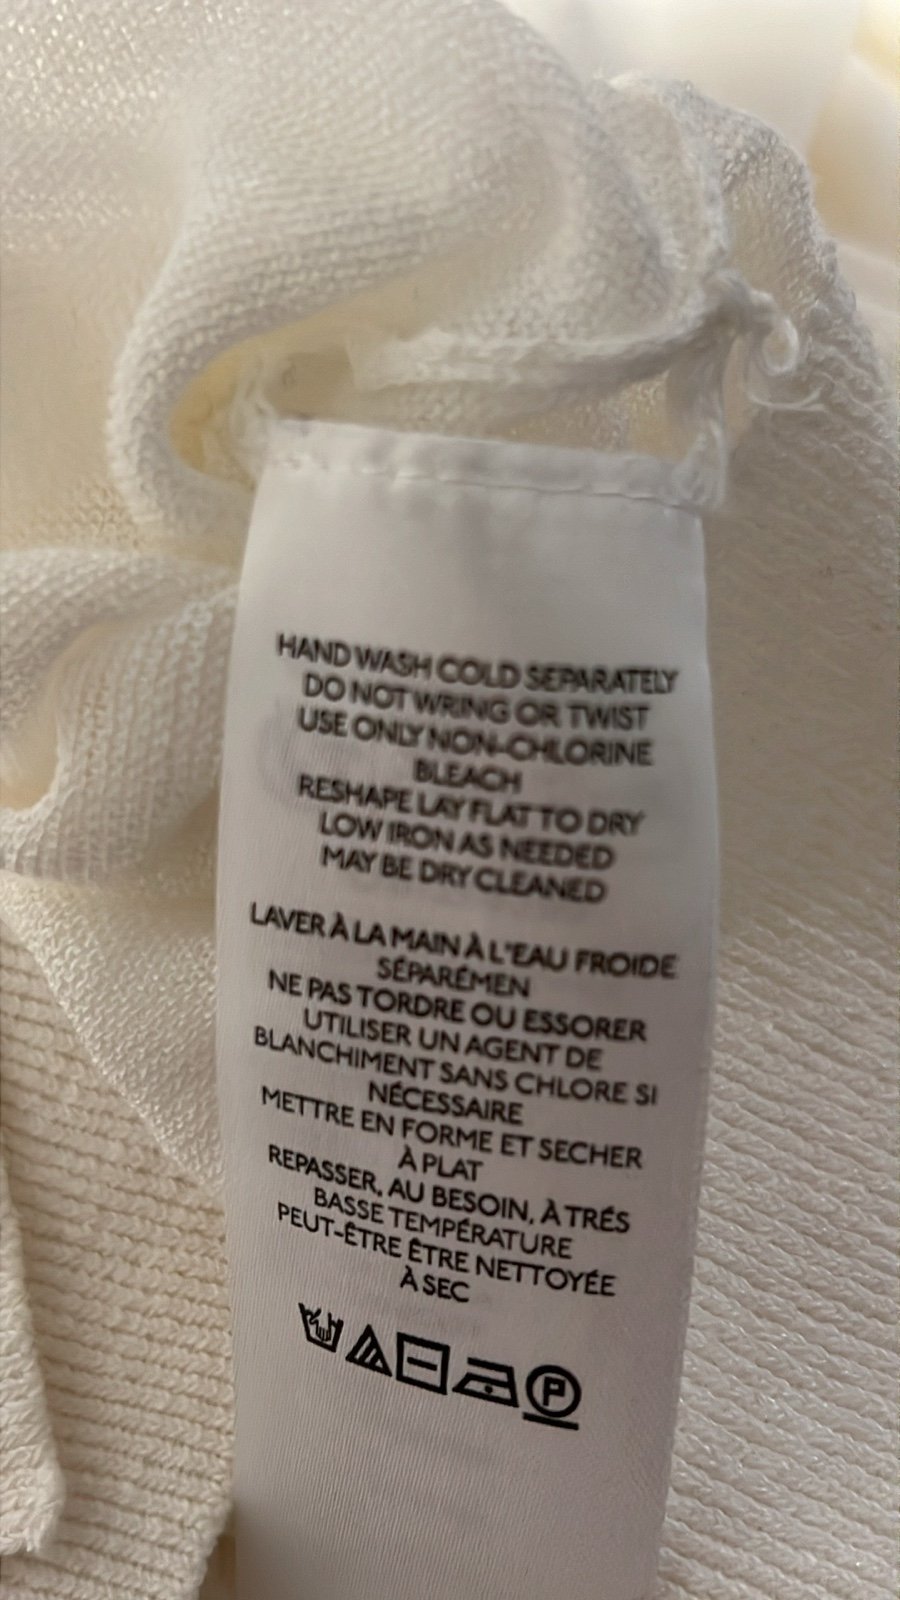 HAND WASH COLD SEPARATELY
DO NOT WRING OR TWIST
USE ONLY NON-CHLORINE
BLEACH
RESHAPE LAY FLAT TO DRY
LOW IRON AS NEEDED
MAY BE DRY CLEANED
LAVER À LA MAIN À L'EAU FROIDE
SÉPARÉMEN
NE PAS TORDRE OU ESSORER
UTILISER UN AGENT DE
BLANCHIMENT SANS CHLORE SI
NÉCESSAIRE
METTRE EN FORME ET SECHER
À PLAT
REPASSER, AU BESOIN, À TRÉS
BASSE TEMPÉRATURE
PEUT-ÊTRE ÊTRE NETTOYÉE
À SEC
P